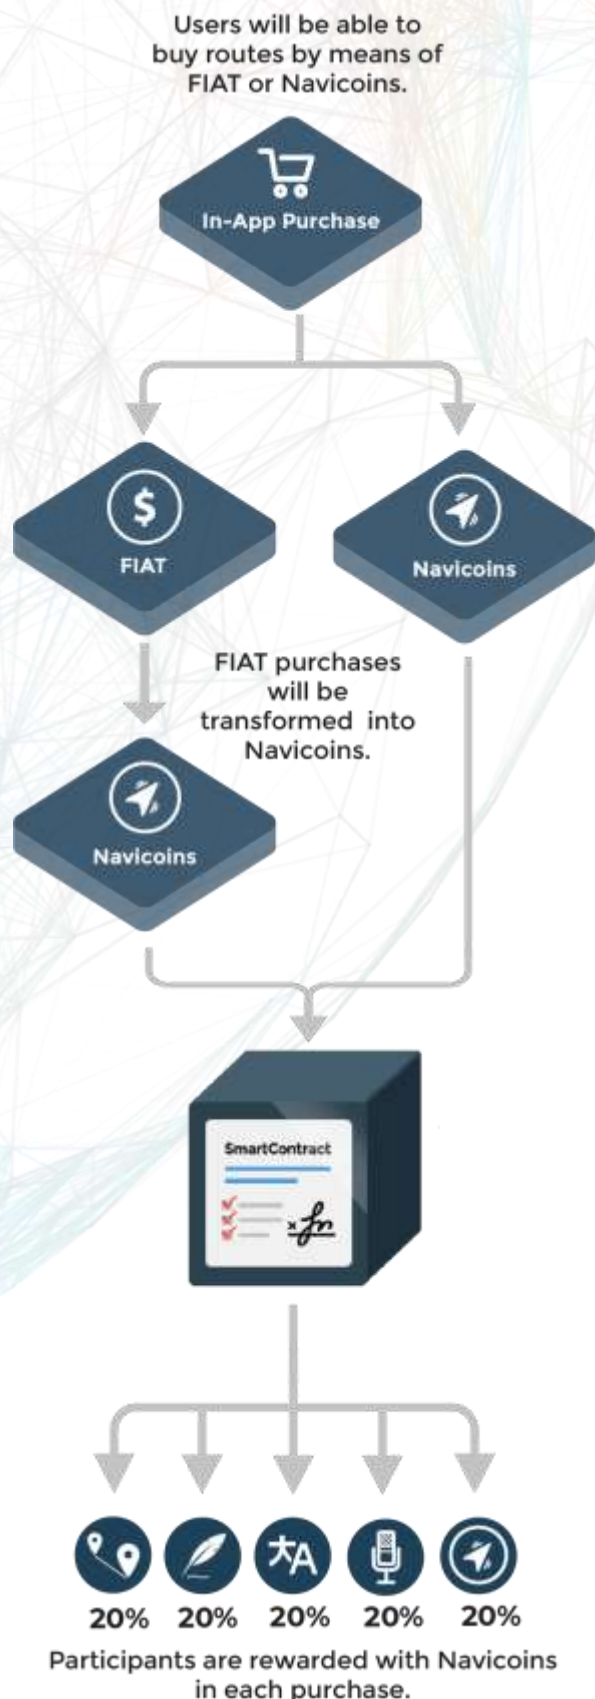 Users will be able to
buy routes by means of
FIAT or Navicoins.
In-App Purchase
$
FIAT
Navicoins
FIAT purchases
will be
transformed into
Navicoins.
Navicoins
SmartContract
大A
20% 20% 20% 20% 20%
Participants are rewarded with Navicoins
in each purchase.